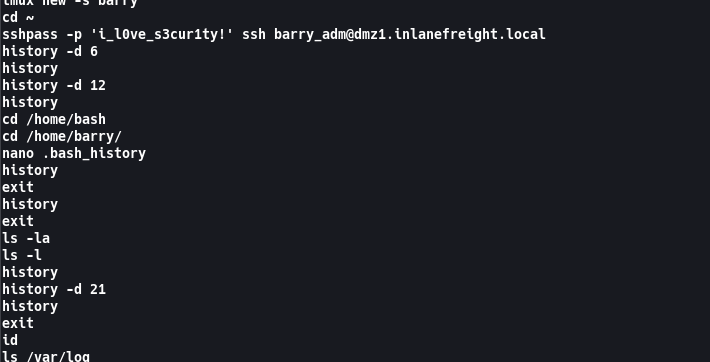 tmux new -s barry
cd ~
sshpass -p 'i_l0ve_s3cur1ty!' ssh barry_adm@dmz1.inlanefreight.local
history -d 6
history
history -d 12
history
cd /home/bash
cd /home/barry/
nano .bash_history
history
exit
history
exit
ls -la
ls -l
history
history -d 21
history
exit
id
ls /var/log